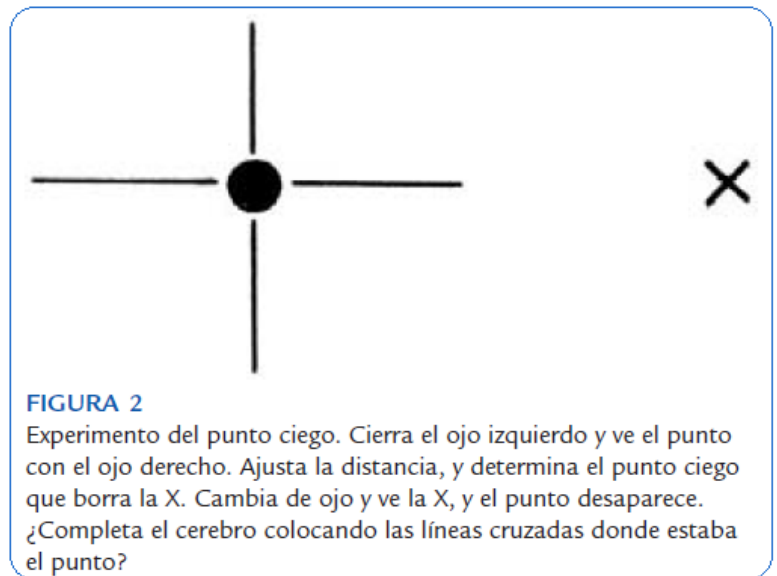 FIGURA 2
Experimento del punto ciego. Cierra el ojo izquierdo y ve el punto
con el ojo derecho. Ajusta la distancia, y determina el punto ciego
que borra la X. Cambia de ojo y ve la X, y el punto desaparece.
¿Completa el cerebro colocando las líneas cruzadas donde estaba
el punto?